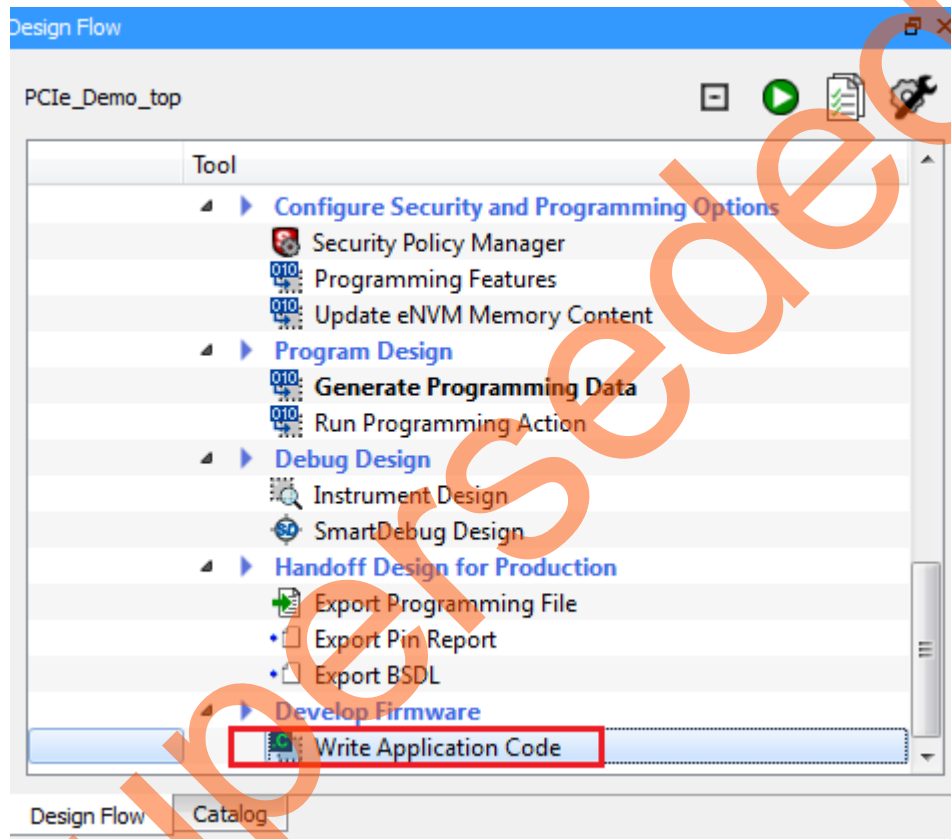 Design Flow
PCIe_Demo_top
Tool
Configure Security and Programming Options
Security Policy Manager
Programming Features
Update eNVM Memory Content
Program Design
Generate Programming Data
Run Programming Action
Debug Design
Instrument Design
SmartDebug Design
Handoff Design for Production
Export Programming File
Export Pin Report
Export BSDL
Develop Firmware
Write Application Code
Design Flow Catalog
Superseded